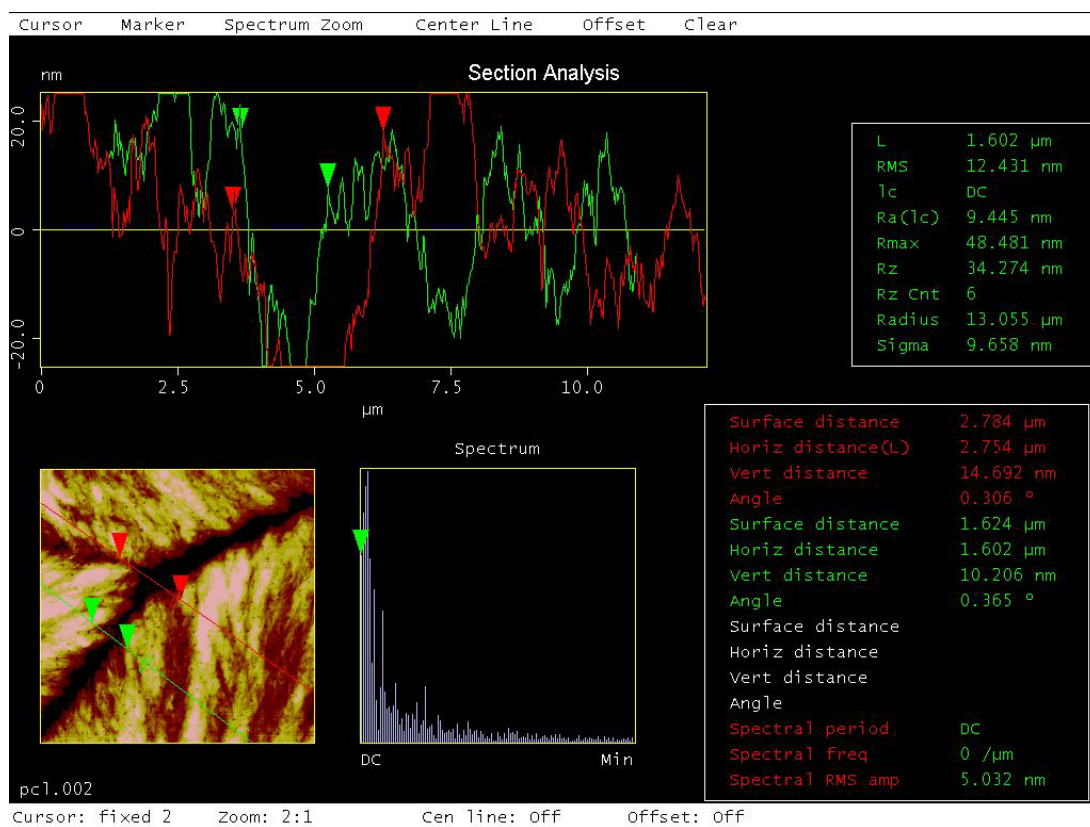 Cursor Marker Spectrum Zoom Center Line Offset Clear
Section Analysis
nm
20.0
0
-20.0
0 2.5 5.0 7.5 10.0
µm
L 1.602 µm
RMS 12.431 nm
lc DC
Ra(lc) 9.445 nm
Rmax 48.481 nm
Rz 34.274 nm
Rz Cnt 6
Radius 13.055 µm
Sigma 9.658 nm
Spectrum
DC Min
Surface distance 2.784 µm
Horiz distance(L) 2.754 µm
Vert distance 14.692 nm
Angle 0.306 º
Surface distance 1.624 µm
Horiz distance 1.602 µm
Vert distance 10.206 nm
Angle 0.365 º
Surface distance
Horiz distance
Vert distance
Angle
Spectral period DC
Spectral freq 0 /µm
Spectral RMS amp 5.032 nm
pcl.002
Cursor: fixed 2 Zoom: 2:1 Cen line: Off Offset: Off